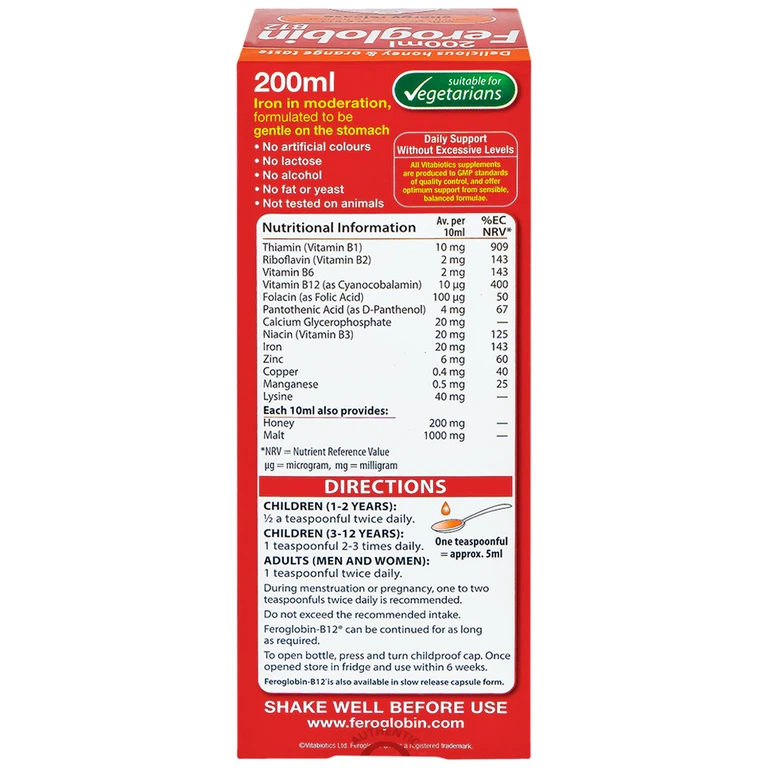 Delicious honey & orange taste
Feroglobin
B12
200ml
200ml
suitable for
Vegetarians
Iron in moderation,
formulated to be
gentle on the stomach
• No artificial colours
• No lactose
• No alcohol
• No fat or yeast
• Not tested on animals
Daily Support
Without Excessive Levels
All Vitabiotics supplements
are produced to GMP standards
of quality control, and offer
optimum support from sensible,
balanced formulae.
Nutritional Information Av. per 10ml %EC NRV*
Thiamin (Vitamin B1) 10 mg 909
Riboflavin (Vitamin B2) 2 mg 143
Vitamin B6 2 mg 143
Vitamin B12 (as Cyanocobalamin) 10 µg 400
Folacin (as Folic Acid) 100 µg 50
Pantothenic Acid (as D-Panthenol) 4 mg 67
Calcium Glycerophosphate 20 mg —
Niacin (Vitamin B3) 20 mg 125
Iron 20 mg 143
Zinc 6 mg 60
Copper 0.4 mg 40
Manganese 0.5 mg 25
Lysine 40 mg —
Each 10ml also provides:
Honey 200 mg —
Malt 1000 mg —
*NRV = Nutrient Reference Value
µg = microgram, mg = milligram
DIRECTIONS
CHILDREN (1-2 YEARS):
½ a teaspoonful twice daily.
CHILDREN (3-12 YEARS):
1 teaspoonful 2-3 times daily.
ADULTS (MEN AND WOMEN):
1 teaspoonful twice daily.
One teaspoonful
= approx. 5ml
During menstruation or pregnancy, one to two
teaspoonfuls twice daily is recommended.
Do not exceed the recommended intake.
Feroglobin-B12® can be continued for as long
as required.
To open bottle, press and turn childproof cap. Once
opened store in fridge and use within 6 weeks.
Feroglobin-B12® is also available in slow release capsule form.
SHAKE WELL BEFORE USE
www.feroglobin.com
AUTHENTIC
©Vitabiotics Ltd. a registered trademark.